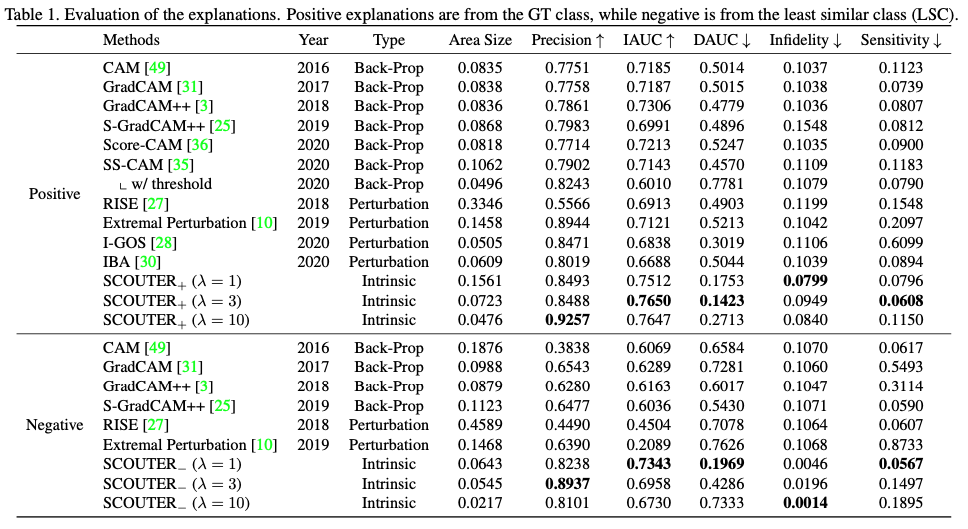 Table 1. Evaluation of the explanations. Positive explanations are from the GT class, while negative is from the least similar class (LSC).
Methods Year Type Area Size Precision ↑ IAUC ↑ DAUC ↓ Infidelity ↓ Sensitivity ↓
Positive
CAM [49] 2016 Back-Prop 0.0835 0.7751 0.7185 0.5014 0.1037 0.1123
GradCAM [31] 2017 Back-Prop 0.0838 0.7758 0.7187 0.5015 0.1038 0.0739
GradCAM++ [3] 2018 Back-Prop 0.0836 0.7861 0.7306 0.4779 0.1036 0.0807
S-GradCAM++ [25] 2019 Back-Prop 0.0868 0.7983 0.6991 0.4896 0.1548 0.0812
Score-CAM [36] 2020 Back-Prop 0.0818 0.7714 0.7213 0.5247 0.1035 0.0900
SS-CAM [35] 2020 Back-Prop 0.1062 0.7902 0.7143 0.4570 0.1109 0.1183
∟ w/ threshold 2020 Back-Prop 0.0496 0.8243 0.6010 0.7781 0.1079 0.0790
RISE [27] 2018 Perturbation 0.3346 0.5566 0.6913 0.4903 0.1199 0.1548
Extremal Perturbation [10] 2019 Perturbation 0.1458 0.8944 0.7121 0.5213 0.1042 0.2097
I-GOS [28] 2020 Perturbation 0.0505 0.8471 0.6838 0.3019 0.1106 0.6099
IBA [30] 2020 Perturbation 0.0609 0.8019 0.6688 0.5044 0.1039 0.0894
SCOUTER₊ (λ = 1) Intrinsic 0.1561 0.8493 0.7512 0.1753 0.0799 0.0796
SCOUTER₊ (λ = 3) Intrinsic 0.0723 0.8488 0.7650 0.1423 0.0949 0.0608
SCOUTER₊ (λ = 10) Intrinsic 0.0476 0.9257 0.7647 0.2713 0.0840 0.1150
Negative
CAM [49] 2016 Back-Prop 0.1876 0.3838 0.6069 0.6584 0.1070 0.0617
GradCAM [31] 2017 Back-Prop 0.0988 0.6543 0.6289 0.7281 0.1060 0.5493
GradCAM++ [3] 2018 Back-Prop 0.0879 0.6280 0.6163 0.6017 0.1047 0.3114
S-GradCAM++ [25] 2019 Back-Prop 0.1123 0.6477 0.6036 0.5430 0.1071 0.0590
RISE [27] 2018 Perturbation 0.4589 0.4490 0.4504 0.7078 0.1064 0.0607
Extremal Perturbation [10] 2019 Perturbation 0.1468 0.6390 0.2089 0.7626 0.1068 0.8733
SCOUTER₋ (λ = 1) Intrinsic 0.0643 0.8238 0.7343 0.1969 0.0046 0.0567
SCOUTER₋ (λ = 3) Intrinsic 0.0545 0.8937 0.6958 0.4286 0.0196 0.1497
SCOUTER₋ (λ = 10) Intrinsic 0.0217 0.8101 0.6730 0.7333 0.0014 0.1895